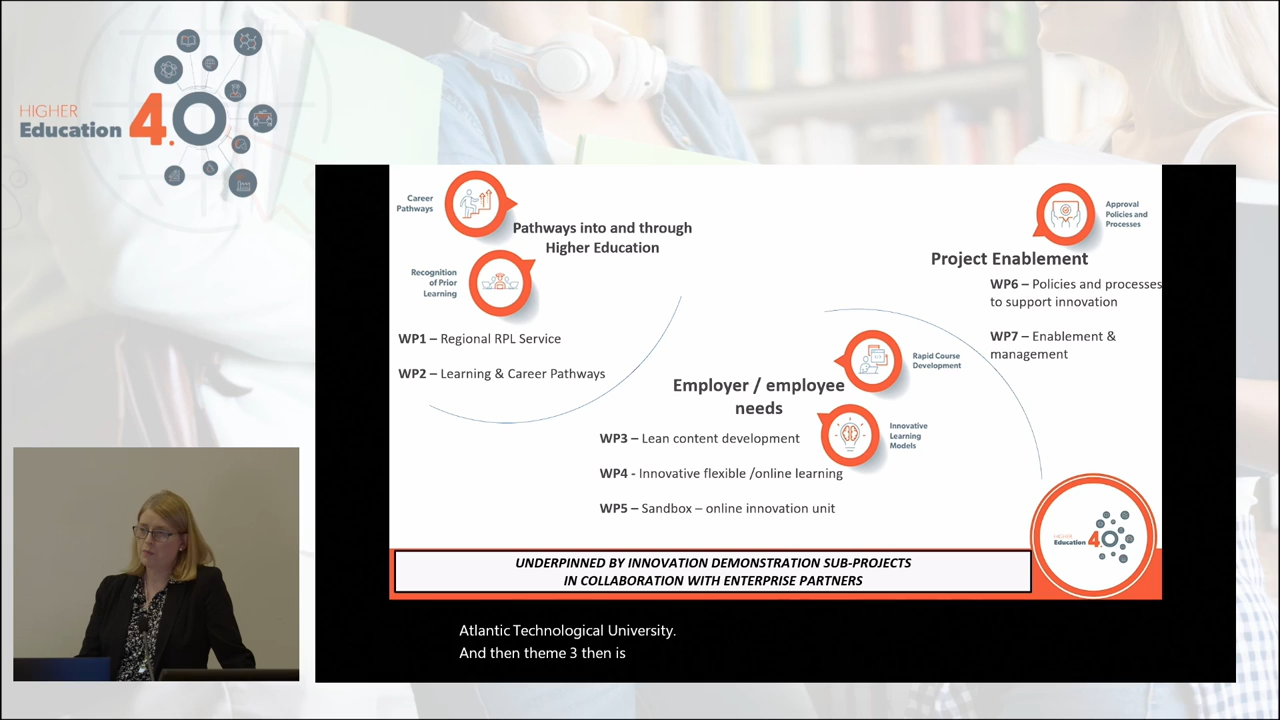 HIGHER
Education 4.0
Career
Pathways
Pathways into and through
Higher Education
Recognition
of Prior
Learning
WP1 – Regional RPL Service
WP2 – Learning & Career Pathways
Employer / employee
needs
Rapid Course
Development
Innovative
Learning
Models
WP3 – Lean content development
WP4 - Innovative flexible /online learning
WP5 – Sandbox – online innovation unit
Approval
Policies and
Processes
Project Enablement
WP6 – Policies and processes
to support innovation
WP7 – Enablement &
management
Higher
Education 4.0
UNDERPINNED BY INNOVATION DEMONSTRATION SUB-PROJECTS
IN COLLABORATION WITH ENTERPRISE PARTNERS
Atlantic Technological University.
And then theme 3 then is